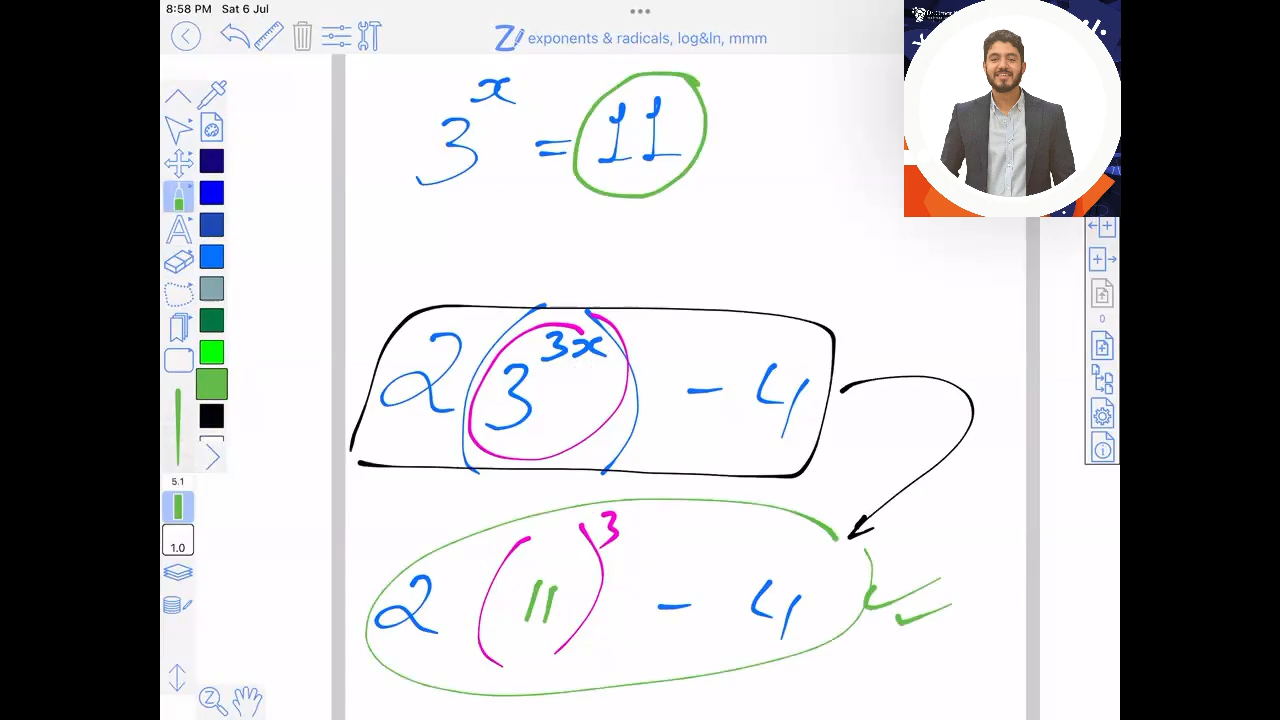 8:58 PM Sat 6 Jul
exponents & radicals, log&ln, mmm
3^x = 11
2(3^{3x}) - 4
5.1
1.0
2(11)^3 - 4
0